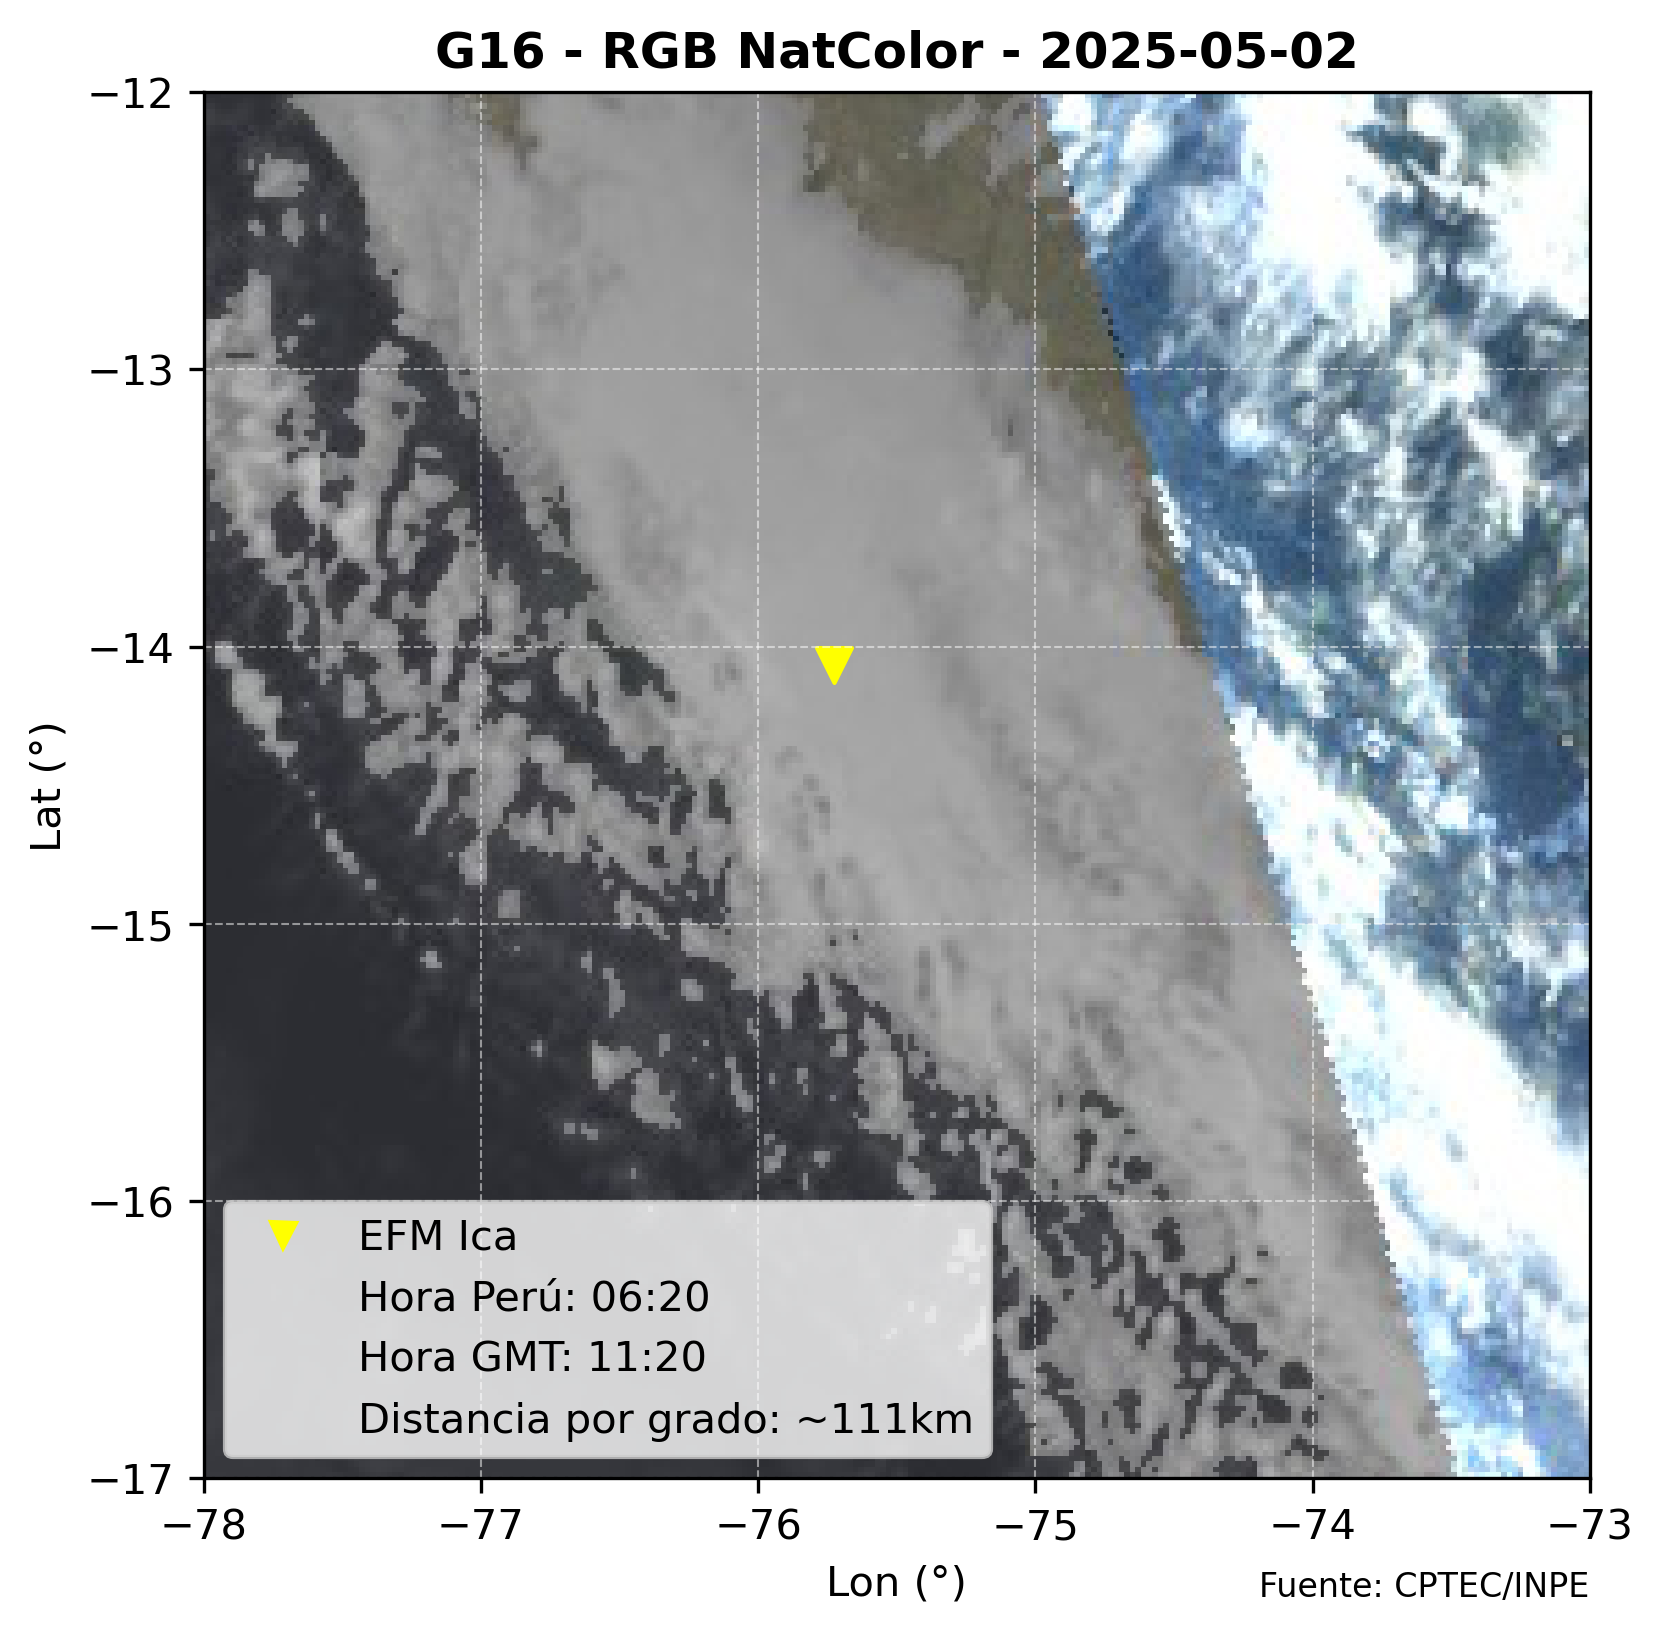 G16 - RGB NatColor - 2025-05-02
−12
−13
−14
−15
−16
−17
Lat (°)
EFM Ica
Hora Perú: 06:20
Hora GMT: 11:20
Distancia por grado: ~111km
−78 −77 −76 −75 −74 −73
Lon (°)
Fuente: CPTEC/INPE